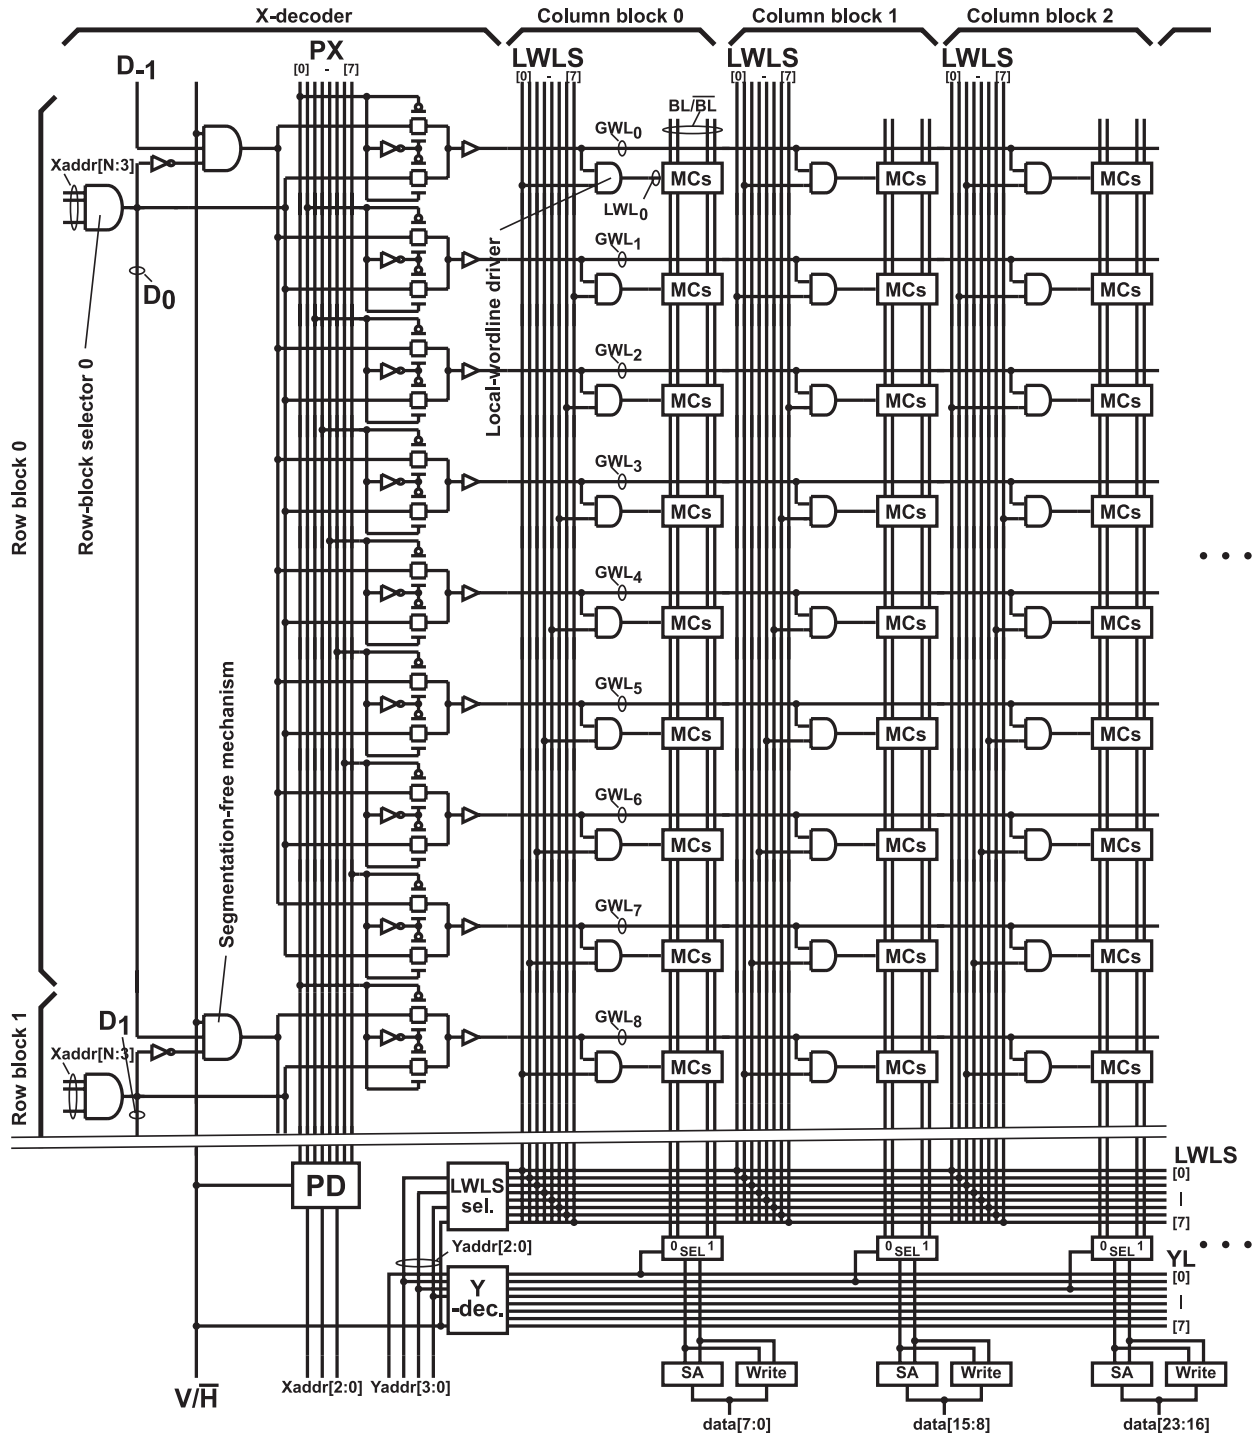 X-decoder
Column block 0
Column block 1
Column block 2
D-1
PX
[0] - [7]
LWLS
[0] - [7]
LWLS
[0] - [7]
LWLS
[0] - [7]
BL/BL
GWL0
Xaddr[N:3]
MCs
MCs
MCs
LWL0
GWL1
D0
MCs
MCs
MCs
Local-wordline driver
GWL2
MCs
MCs
MCs
Row-block selector 0
Row block 0
GWL3
MCs
MCs
MCs
GWL4
MCs
MCs
MCs
GWL5
MCs
MCs
MCs
Segmentation-free mechanism
GWL6
MCs
MCs
MCs
GWL7
MCs
MCs
MCs
Row block 1
D1
GWL8
Xaddr[N:3]
MCs
MCs
MCs
LWLS
[0]
|
[7]
PD
LWLS
sel.
Yaddr[2:0]
0 SEL 1
0 SEL 1
0 SEL 1
YL
[0]
|
[7]
Y
-dec.
SA
Write
SA
Write
SA
Write
V/H
Xaddr[2:0]
Yaddr[3:0]
data[7:0]
data[15:8]
data[23:16]